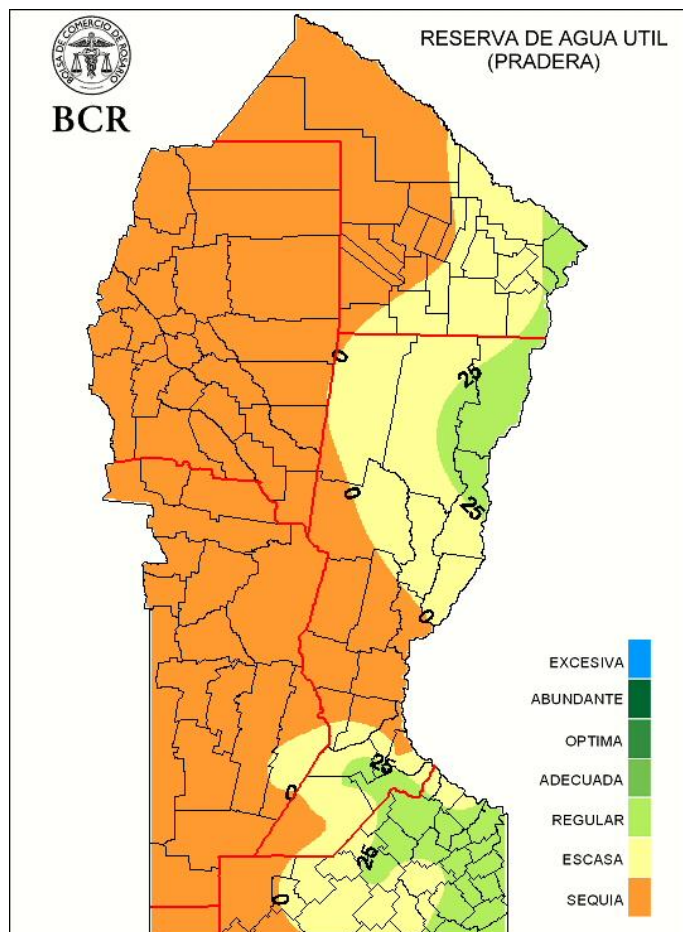 BOLSA DE COMERCIO DE ROSARIO
BCR
RESERVA DE AGUA UTIL
(PRADERA)
0
25
0
25
0
25
0
25
0
EXCESIVA
ABUNDANTE
OPTIMA
ADECUADA
REGULAR
ESCASA
SEQUIA